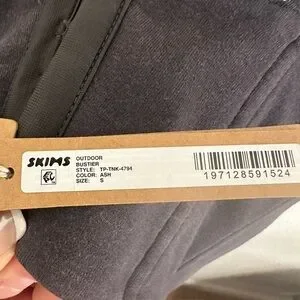 SKIMS
OUTDOOR
BUSTIER
STYLE: TP-TNK-4794
COLOR: ASH
SIZE: S
197128591524